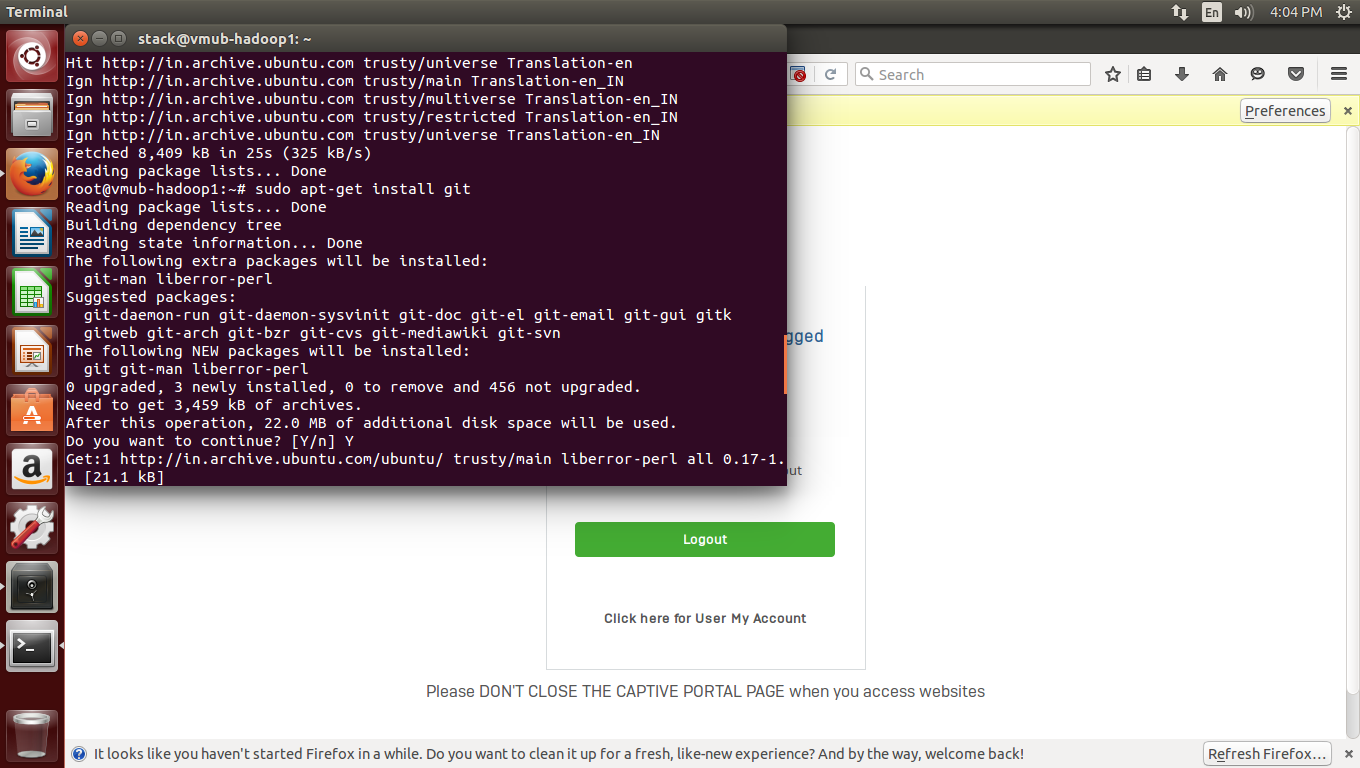 Terminal
En
4:04 PM
stack@vmub-hadoop1: ~
Hit http://in.archive.ubuntu.com trusty/universe Translation-en
Ign http://in.archive.ubuntu.com trusty/main Translation-en_IN
Ign http://in.archive.ubuntu.com trusty/multiverse Translation-en_IN
Ign http://in.archive.ubuntu.com trusty/restricted Translation-en_IN
Ign http://in.archive.ubuntu.com trusty/universe Translation-en_IN
Fetched 8,409 kB in 25s (325 kB/s)
Reading package lists... Done
root@vmub-hadoop1:~# sudo apt-get install git
Reading package lists... Done
Building dependency tree
Reading state information... Done
The following extra packages will be installed:
  git-man liberror-perl
Suggested packages:
  git-daemon-run git-daemon-sysvinit git-doc git-el git-email git-gui gitk
  gitweb git-arch git-bzr git-cvs git-mediawiki git-svn
The following NEW packages will be installed:
  git git-man liberror-perl
0 upgraded, 3 newly installed, 0 to remove and 456 not upgraded.
Need to get 3,459 kB of archives.
After this operation, 22.0 MB of additional disk space will be used.
Do you want to continue? [Y/n] Y
Get:1 http://in.archive.ubuntu.com/ubuntu/ trusty/main liberror-perl all 0.17-1.
1 [21.1 kB]
Search
Preferences
gged
out
Logout
Click here for User My Account
Please DON'T CLOSE THE CAPTIVE PORTAL PAGE when you access websites
It looks like you haven't started Firefox in a while. Do you want to clean it up for a fresh, like-new experience? And by the way, welcome back!
Refresh Firefox...